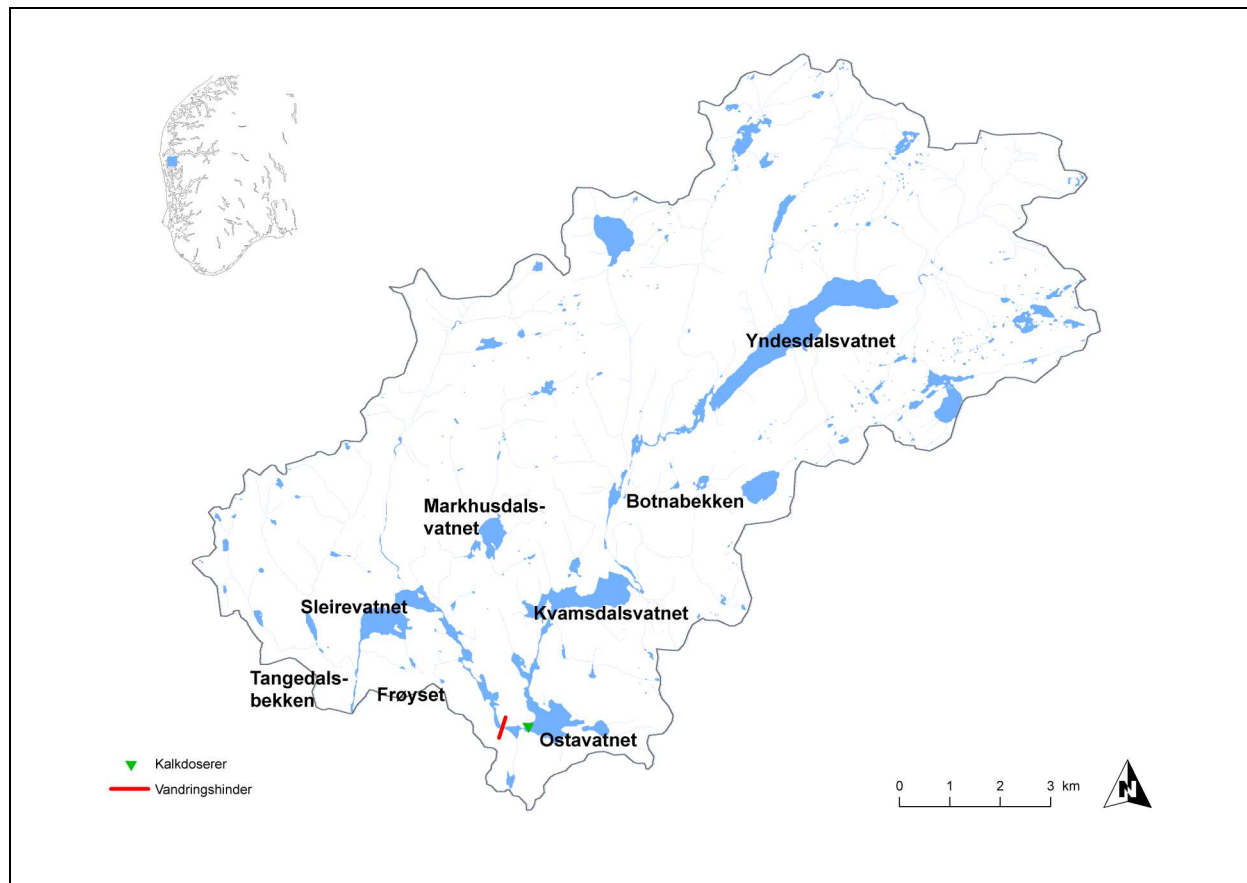 Yndesdalsvatnet
Botnabekken
Markhusdals-
vatnet
Sleirevatnet
Kvamsdalsvatnet
Tangedals-
bekken
Frøyset
Ostavatnet
Kalkdoserer
Vandringshinder
0 1 2 3 km
N